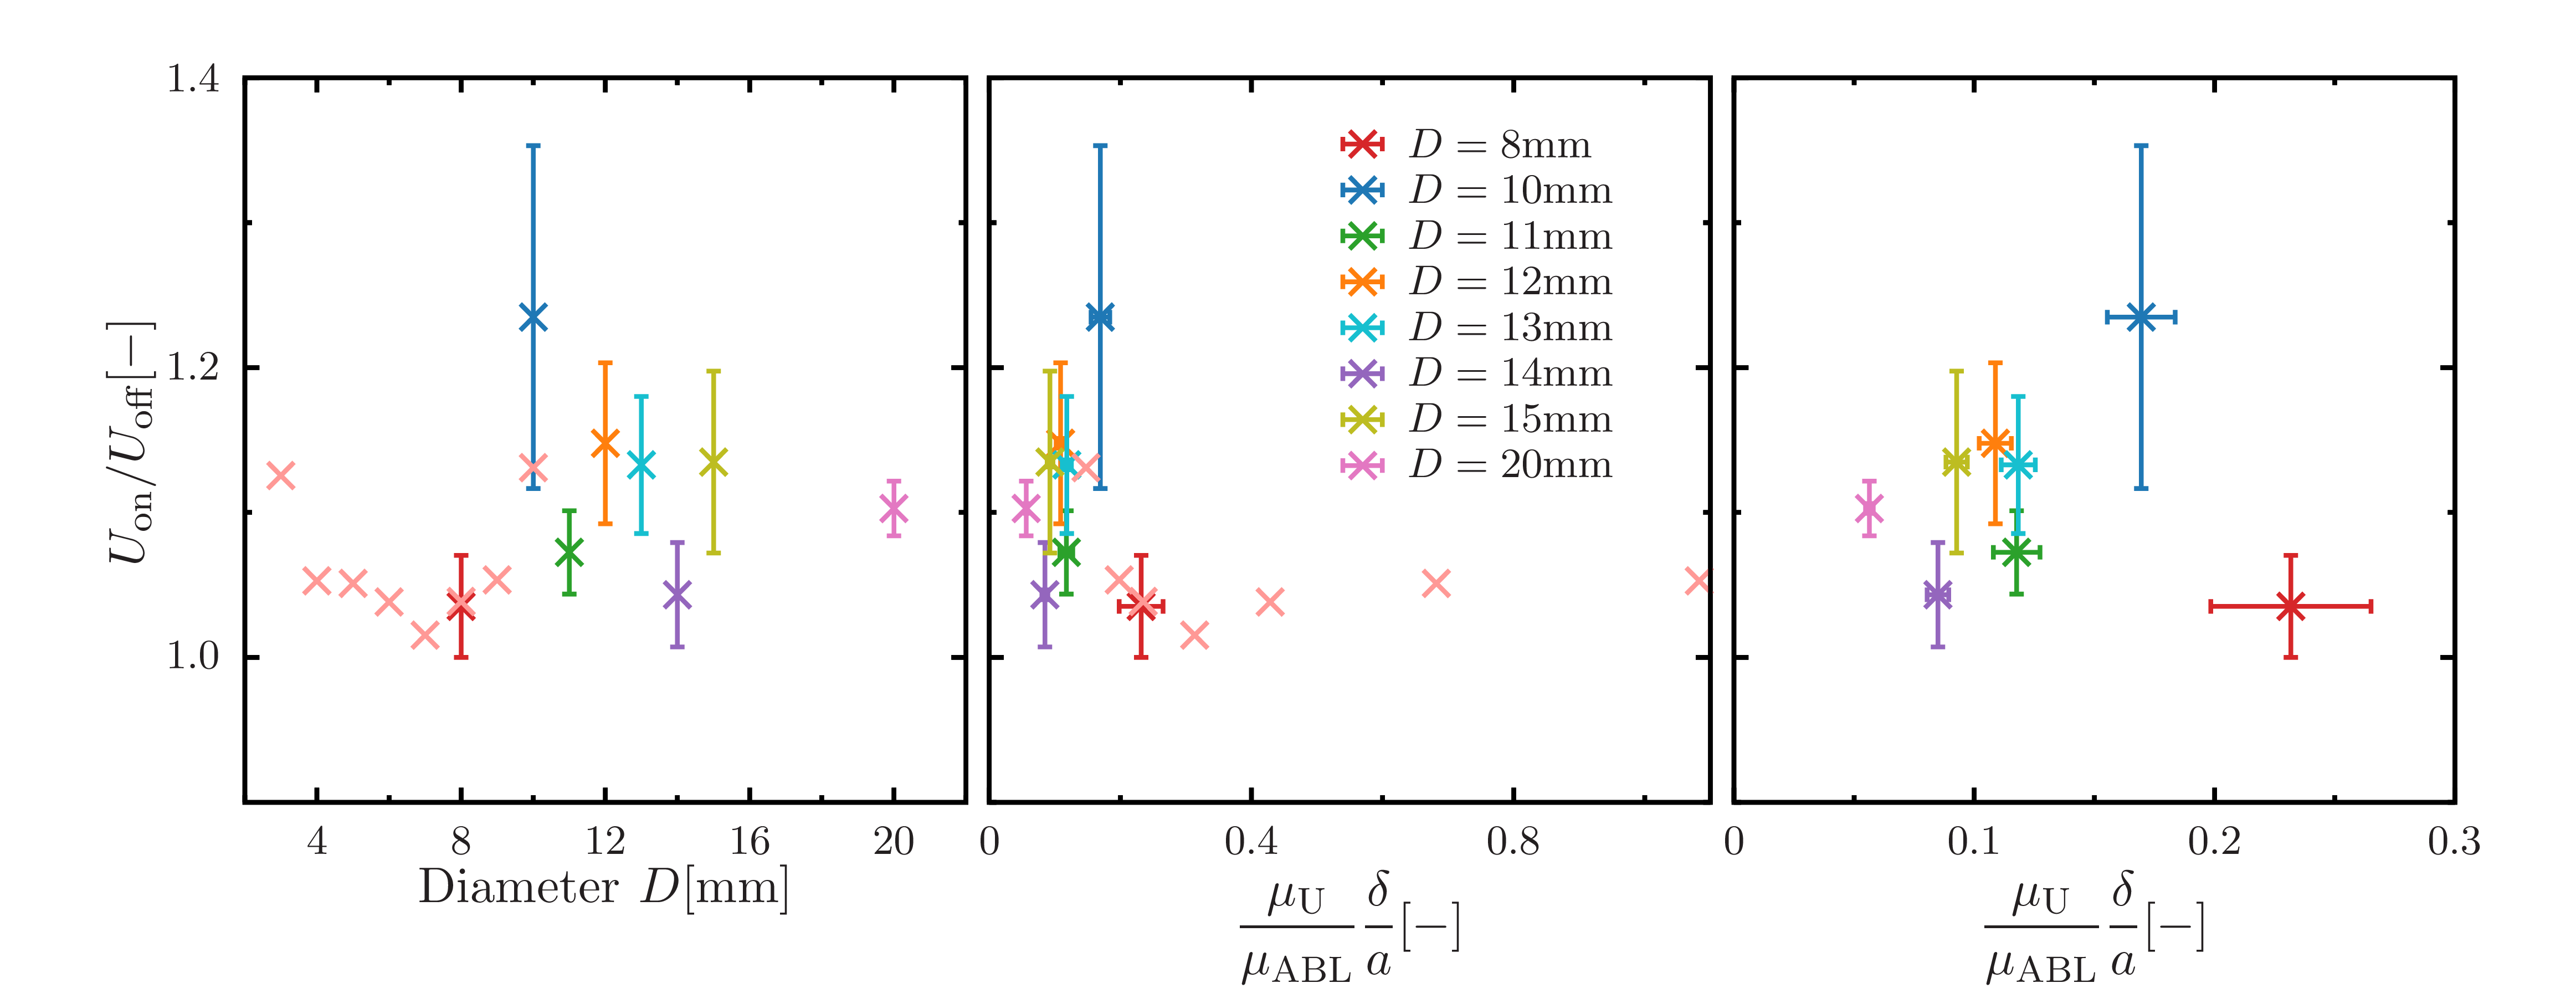 1.4
1.2
1.0
U_on/U_off[−]
4 8 12 16 20
Diameter D[mm]
D = 8mm
D = 10mm
D = 11mm
D = 12mm
D = 13mm
D = 14mm
D = 15mm
D = 20mm
0 0.4 0.8
μ_U δ
μ_ABL a [−]
0 0.1 0.2 0.3
μ_U δ
μ_ABL a [−]